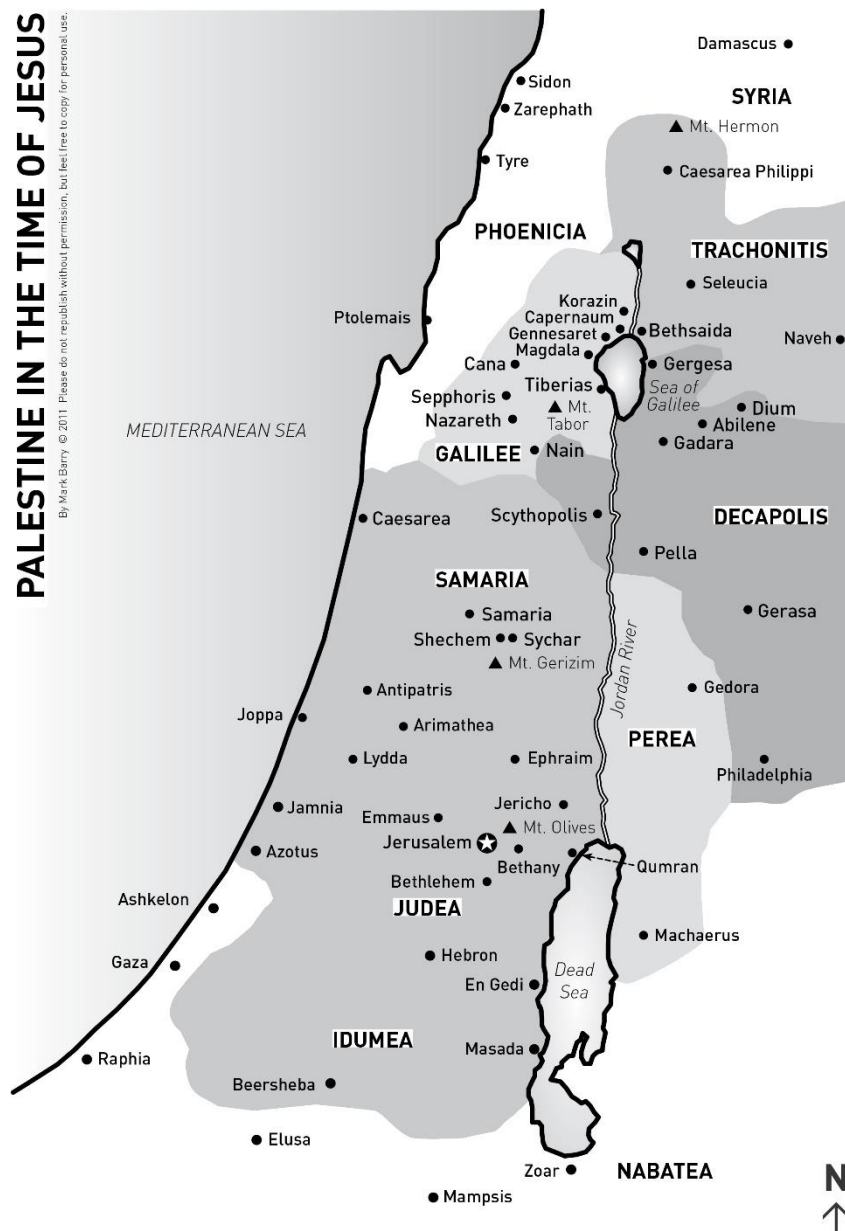 PALESTINE IN THE TIME OF JESUS
By Mark Barry © 2011 Please do not republish without permission, but feel free to copy for personal use.
Damascus
Sidon
SYRIA
Zarephath
Mt. Hermon
Tyre
Caesarea Philippi
PHOENICIA
TRACHONITIS
Seleucia
Korazin
Ptolemais
Capernaum
Bethsaida
Gennesaret
Naveh
Magdala
Cana
Gergesa
Tiberias
Sea of
Galilee
Sepphoris
Mt.
Tabor
Dium
Nazareth
Abilene
MEDITERRANEAN SEA
Gadara
GALILEE
Nain
Caesarea
Scythopolis
DECAPOLIS
Pella
SAMARIA
Samaria
Gerasa
Shechem
Sychar
Mt. Gerizim
Jordan River
Antipatris
Gedora
Joppa
Arimathea
PEREA
Lydda
Ephraim
Philadelphia
Jamnia
Jericho
Emmaus
Mt. Olives
Jerusalem
Azotus
Bethany
Qumran
Bethlehem
Ashkelon
JUDEA
Machaerus
Hebron
Gaza
Dead
Sea
En Gedi
IDUMEA
Masada
Raphia
Beersheba
Elusa
Zoar
NABATEA
N
Mampsis